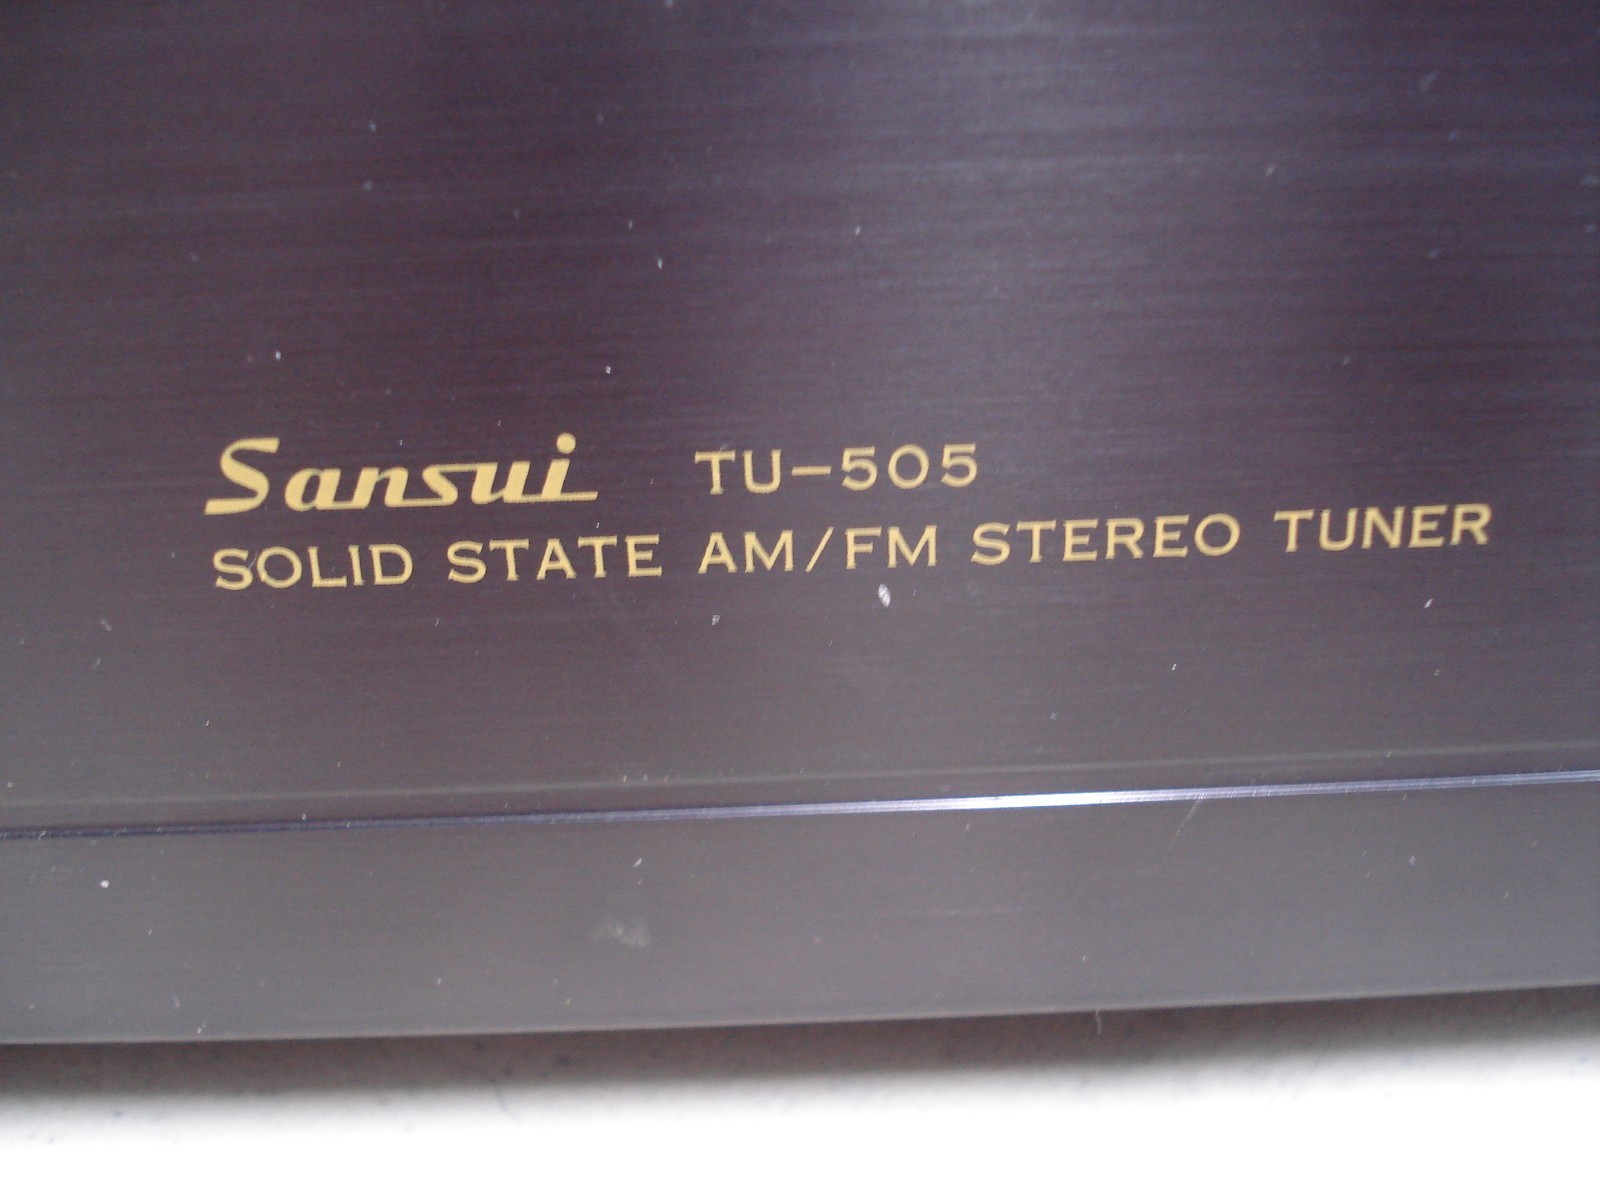 Sansui TU-505
SOLID STATE AM/FM STEREO TUNER